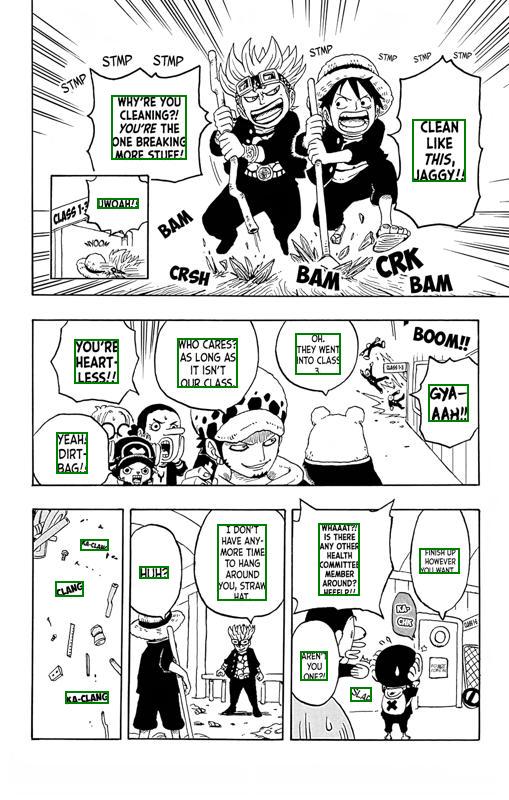 STMP
STMP
STMP
STMP
STMP
STMP
STMP
WHY'RE YOU
CLEANING?!
YOU'RE THE
ONE BREAKING
MORE STUFF!
CLEAN
LIKE
THIS,
JAGGY!!
CLASS 1-3
UWOAH!!
WOOM
BAM
CRSH
BAM
CRK
BAM
YOU'RE
HEART-
LESS!!
WHO CARES?
AS LONG AS
IT ISN'T
OUR CLASS.
OH.
THEY WENT
INTO CLASS
3.
BOOM!!
CLASS 1-3
GYA-
AAH!!
YEAH!
DIRT-
BAG!!
KA-CLANG
CLANG
KA-CLANG
HUH?
I DON'T
HAVE ANY-
MORE TIME
TO HANG
AROUND
YOU, STRAW
HAT.
WHAAAT?!
IS THERE
ANY OTHER
HEALTH
COMMITTEE
MEMBER
AROUND?
HEEELP!!
FINISH UP
HOWEVER
YOU WANT.
KA-
CHK
AREN'T
YOU
ONE?!